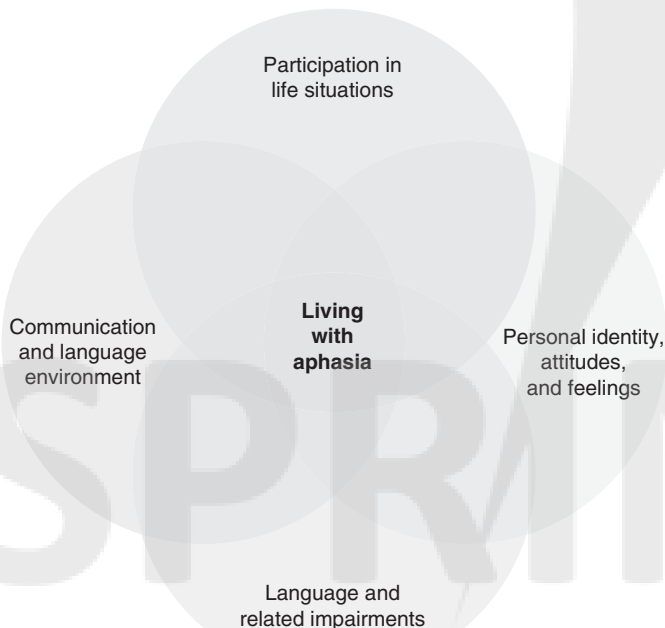 Participation in
life situations
Living
with
aphasia
Communication
and language
environment
Personal identity,
attitudes,
and feelings
Language and
related impairments